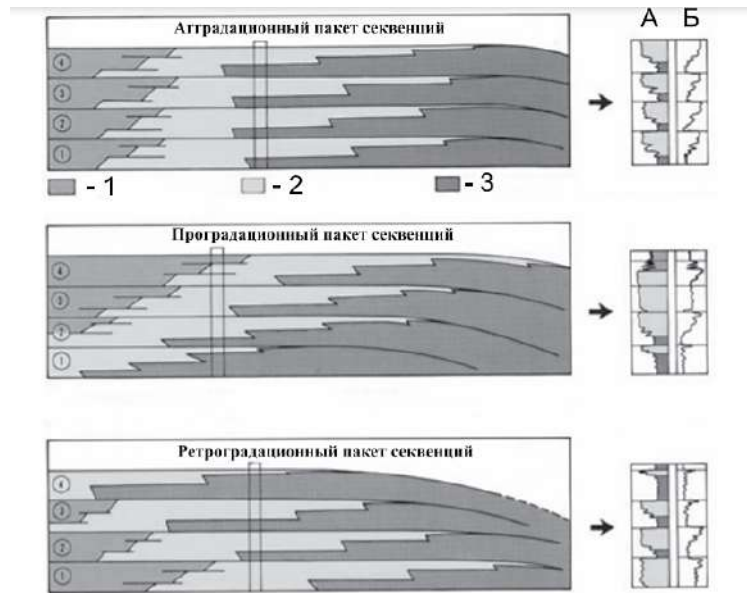 А Б
Аградационный пакет секвенций
④
③
②
①
- 1 - 2 - 3
Проградационный пакет секвенций
④
③
②
①
Ретроградационный пакет секвенций
④
③
②
①